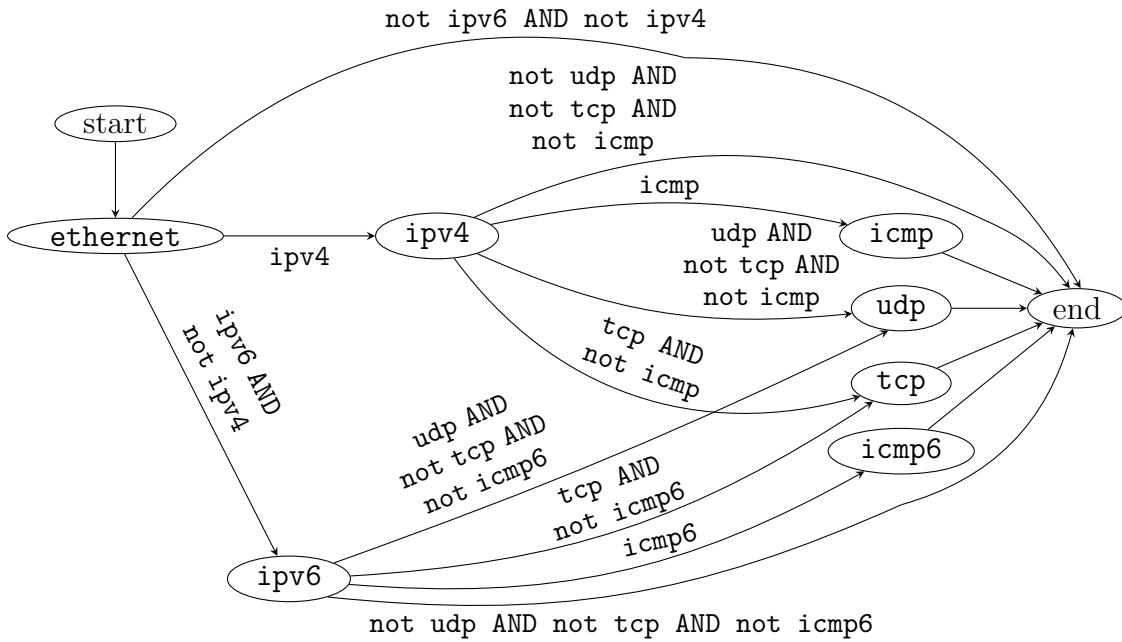 not ipv6 AND not ipv4
not udp AND
not tcp AND
not icmp
start
icmp
ethernet
ipv4
ipv4
icmp
udp AND
not tcp AND
not icmp
udp
end
ipv6 AND
not ipv4
tcp AND
not icmp
tcp
udp AND
not tcp AND
not icmp6
icmp6
tcp AND
not icmp6
icmp6
ipv6
not udp AND not tcp AND not icmp6